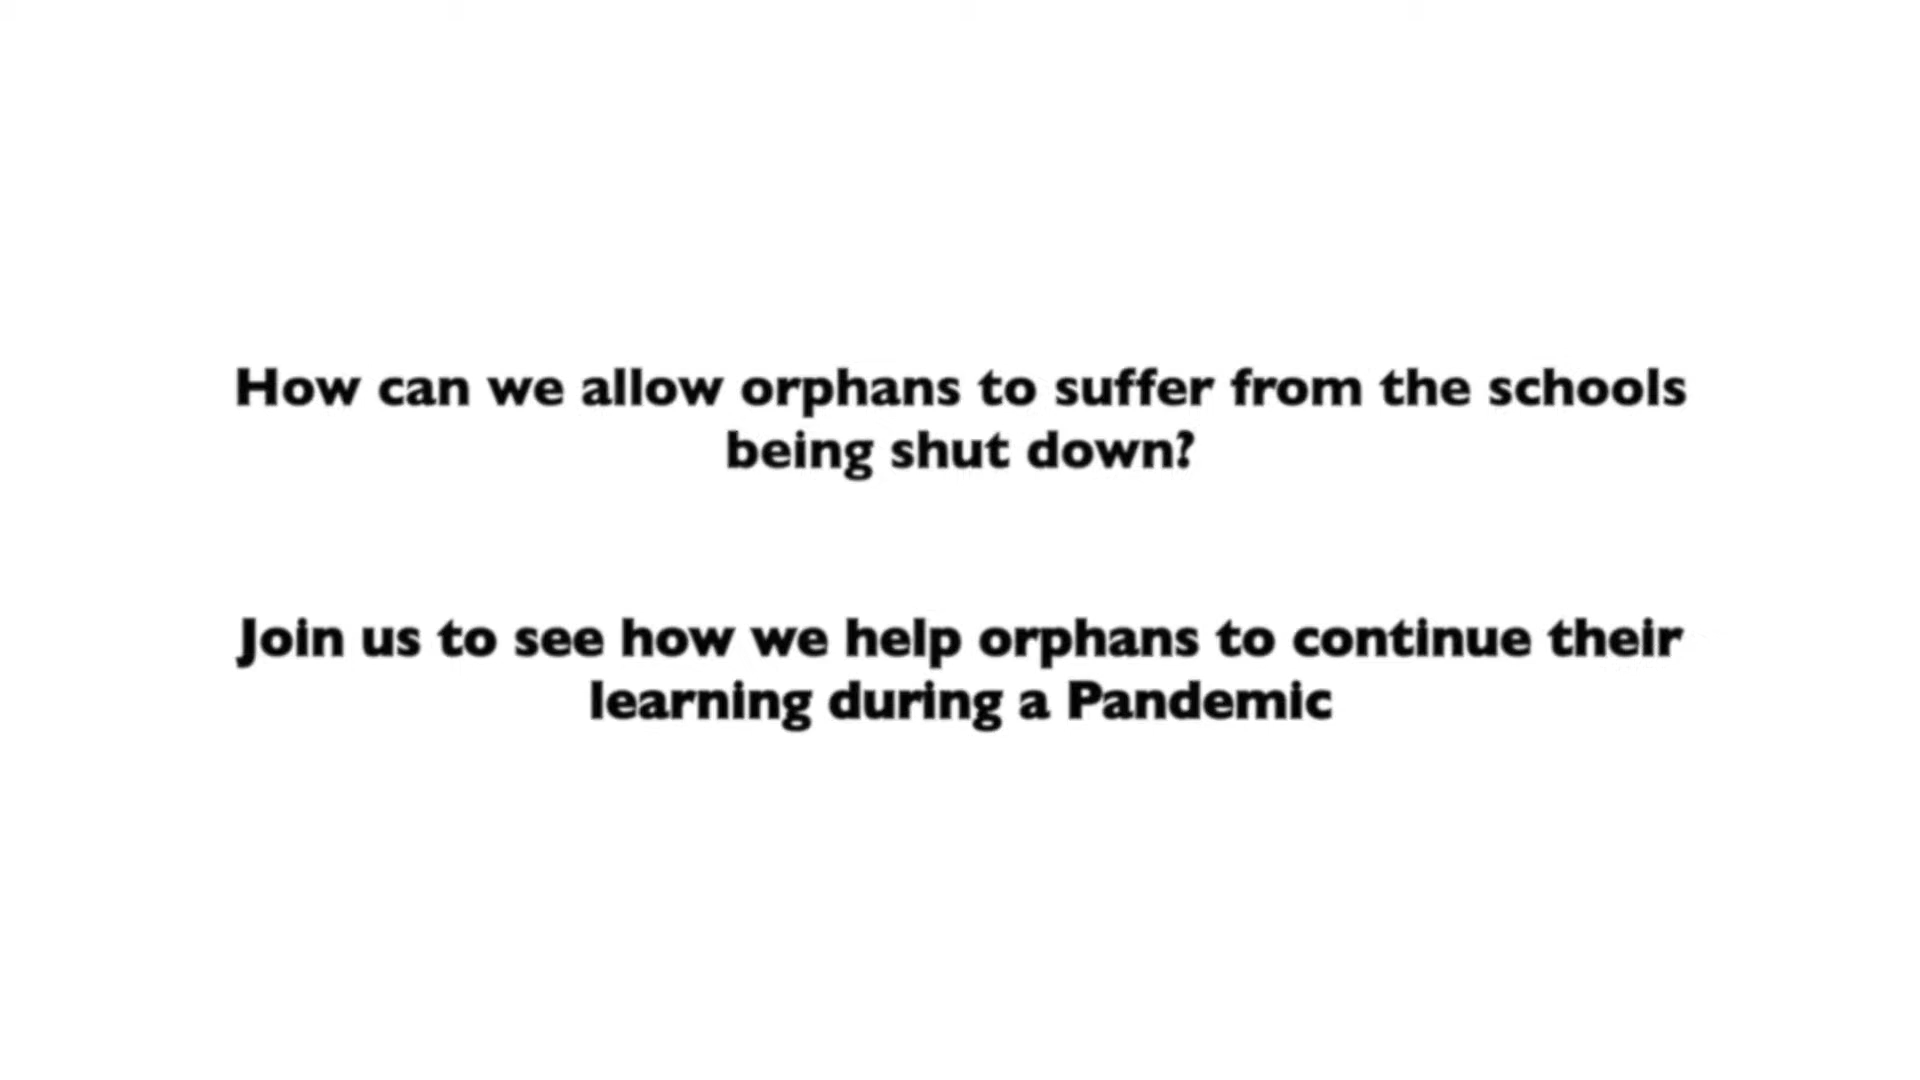 How can we allow orphans to suffer from the schools
being shut down?
Join us to see how we help orphans to continue their
learning during a Pandemic